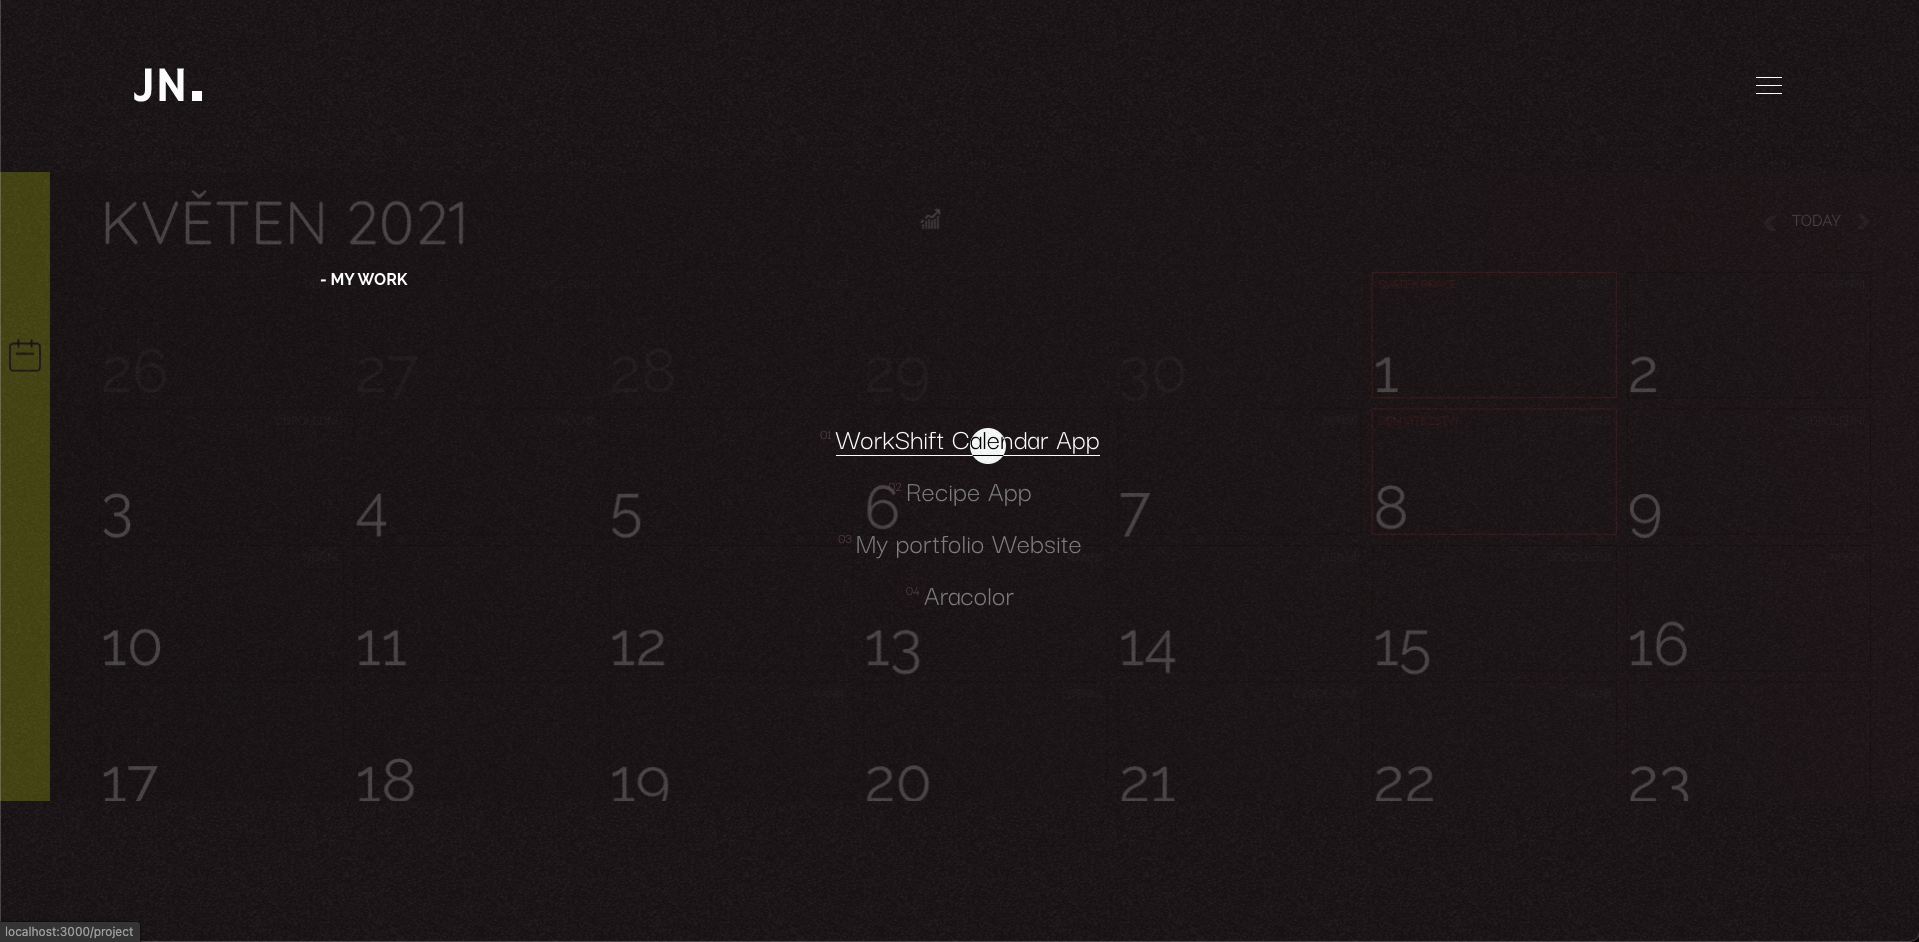 JN.
KVĚTEN 2021
TODAY
- MY WORK
26 27 28 29 30 1 2
01 WorkShift Calendar App
02 Recipe App
3 4 5 6 7 8 9
03 My portfolio Website
04 Aracolor
10 11 12 13 14 15 16
17 18 19 20 21 22 23
localhost:3000/project